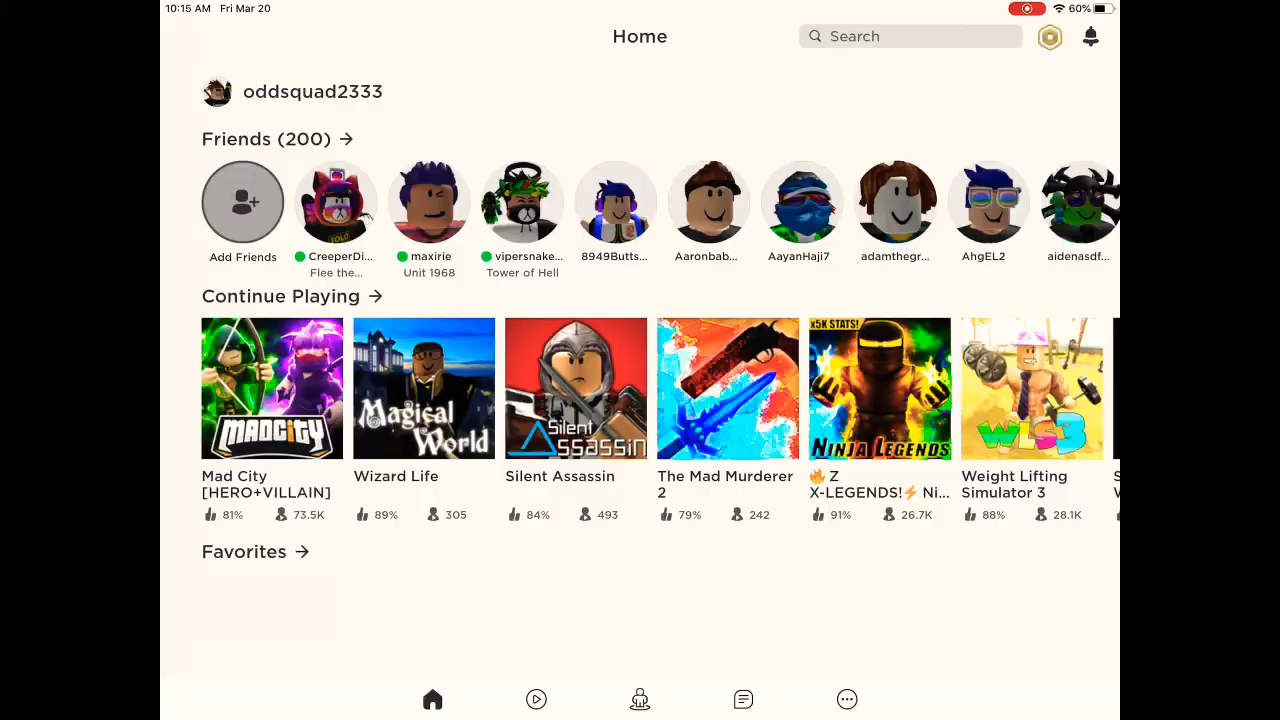 10:15 AM Fri Mar 20
60%
Home
Search
oddsquad2333
Friends (200)
Add Friends
CreeperDi...
maxirie
vipersnake...
8949Butts...
Aaronbab...
AayanHaji7
adamthegr...
AhgEL2
aidenasdf...
Flee the...
Unit 1968
Tower of Hell
YOLO
Continue Playing
MADCITY
Magical World
Silent Assassin
x5K STATS!
NINJA LEGENDS
WLS3
Mad City [HERO+VILLAIN]
Wizard Life
Silent Assassin
The Mad Murderer 2
🔥 Z X-LEGENDS!⚡ Ni...
Weight Lifting Simulator 3
81% 73.5K
89% 305
84% 493
79% 242
91% 26.7K
88% 28.1K
Favorites